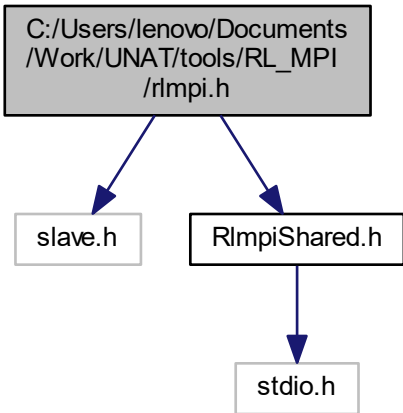 C:/Users/lenovo/Documents
/Work/UNAT/tools/RL_MPI
/rlmpi.h
slave.h
RlmpiShared.h
stdio.h